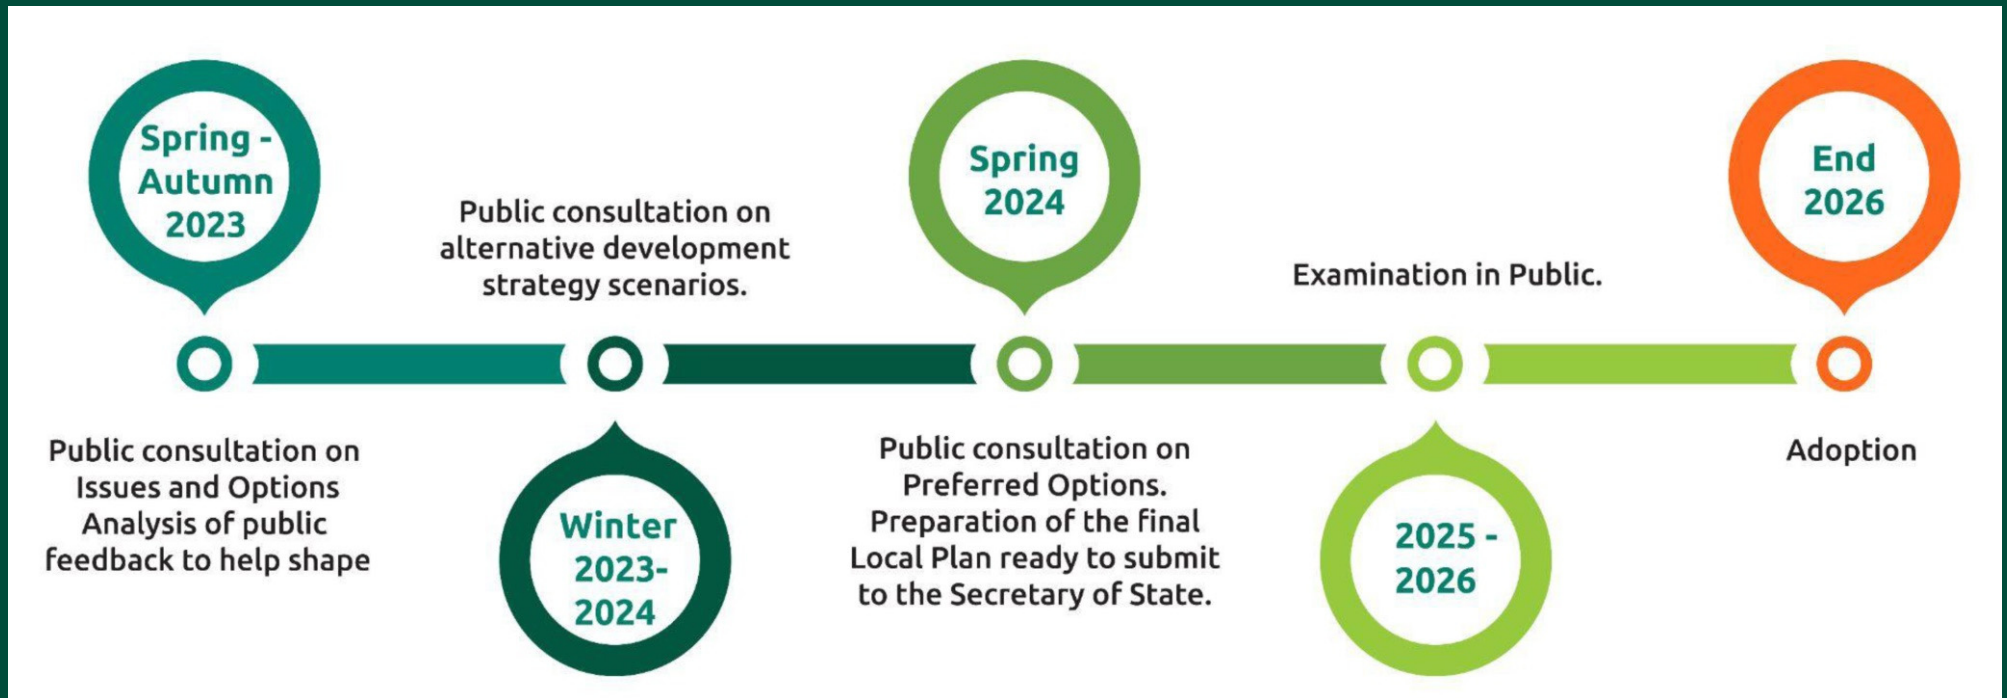 Spring -
Autumn
2023
Public consultation on
Issues and Options
Analysis of public
feedback to help shape
Public consultation on
alternative development
strategy scenarios.
Winter
2023-
2024
Spring
2024
Public consultation on
Preferred Options.
Preparation of the final
Local Plan ready to submit
to the Secretary of State.
Examination in Public.
2025 -
2026
End
2026
Adoption